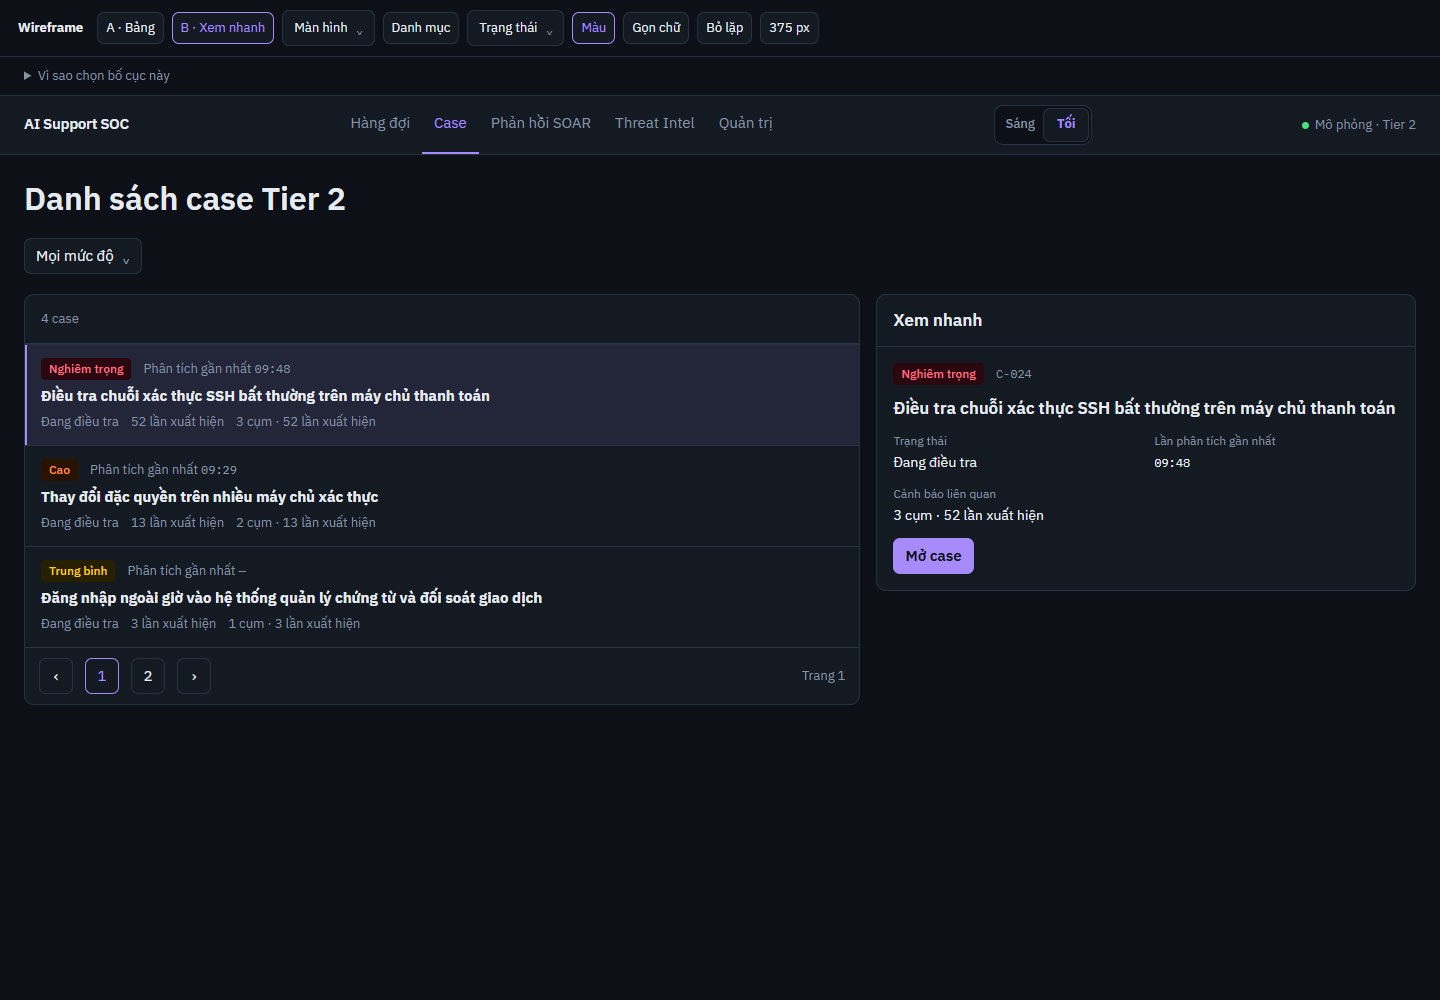 Wireframe A · Bảng B · Xem nhanh Màn hình Danh mục Trạng thái Màu Gọn chữ Bỏ lặp 375 px
Vì sao chọn bố cục này
AI Support SOC Hàng đợi Case Phản hồi SOAR Threat Intel Quản trị Sáng Tối Mô phỏng · Tier 2
Danh sách case Tier 2
Mọi mức độ
4 case
Nghiêm trọng Phân tích gần nhất 09:48
Điều tra chuỗi xác thực SSH bất thường trên máy chủ thanh toán
Đang điều tra 52 lần xuất hiện 3 cụm · 52 lần xuất hiện
Cao Phân tích gần nhất 09:29
Thay đổi đặc quyền trên nhiều máy chủ xác thực
Đang điều tra 13 lần xuất hiện 2 cụm · 13 lần xuất hiện
Trung bình Phân tích gần nhất —
Đăng nhập ngoài giờ vào hệ thống quản lý chứng từ và đối soát giao dịch
Đang điều tra 3 lần xuất hiện 1 cụm · 3 lần xuất hiện
‹ 1 2 › Trang 1
Xem nhanh
Nghiêm trọng C-024
Điều tra chuỗi xác thực SSH bất thường trên máy chủ thanh toán
Trạng thái Lần phân tích gần nhất
Đang điều tra 09:48
Cảnh báo liên quan
3 cụm · 52 lần xuất hiện
Mở case